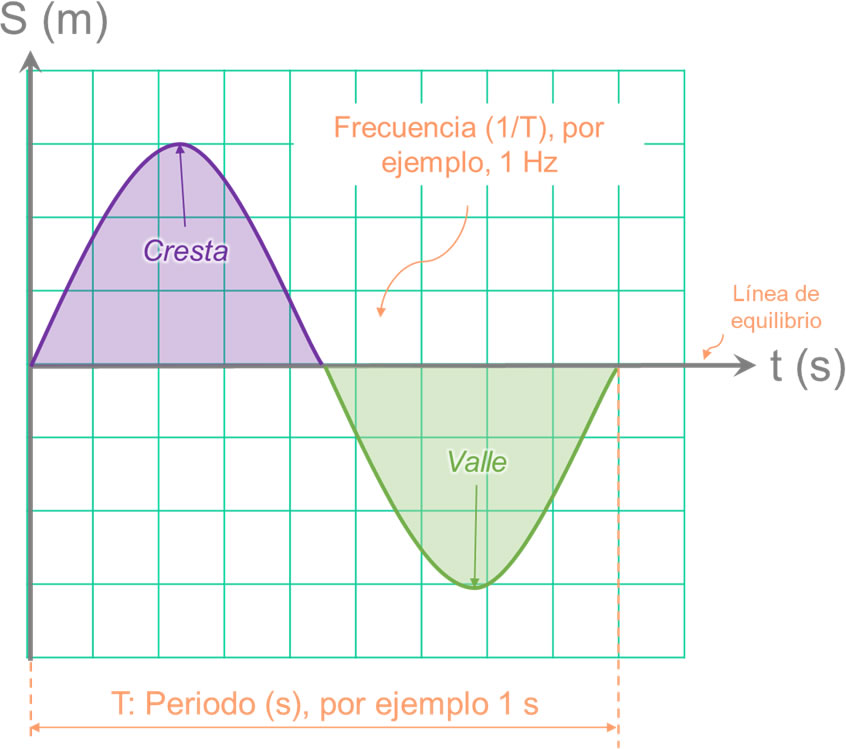 S (m)
Frecuencia (1/T), por
ejemplo, 1 Hz
Cresta
Línea de
equilibrio
t (s)
Valle
T: Periodo (s), por ejemplo 1 s